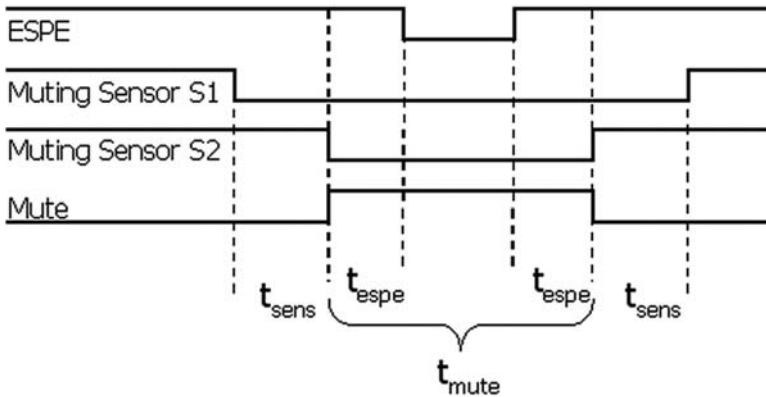 ESPE
Muting Sensor S1
Muting Sensor S2
Mute
tsens tespe tespe tsens
tmute